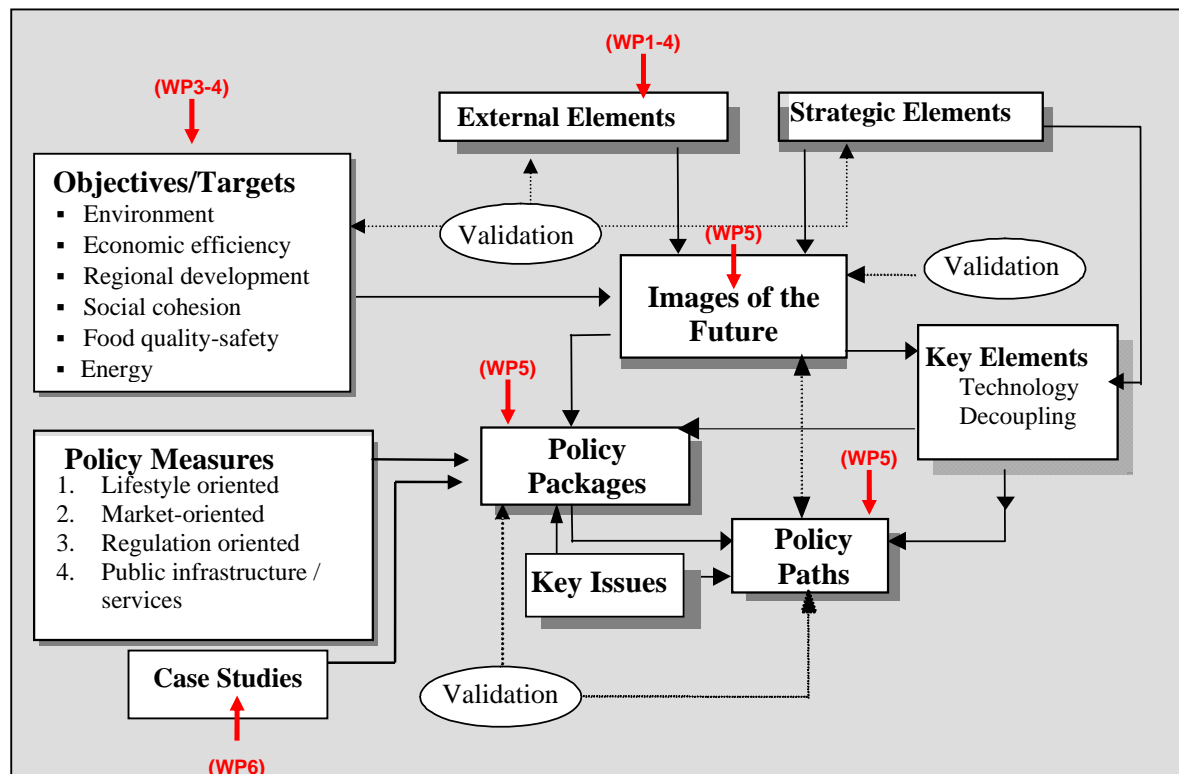 (WP1-4)
(WP3-4)
External Elements
Strategic Elements
Objectives/Targets
▪ Environment
▪ Economic efficiency
▪ Regional development
▪ Social cohesion
▪ Food quality-safety
▪ Energy
Validation
(WP5)
Validation
Images of the
Future
Key Elements
Technology
Decoupling
(WP5)
Policy
Packages
(WP5)
Policy Measures
1. Lifestyle oriented
2. Market-oriented
3. Regulation oriented
4. Public infrastructure /
services
Policy
Paths
Key Issues
Case Studies
Validation
(WP6)